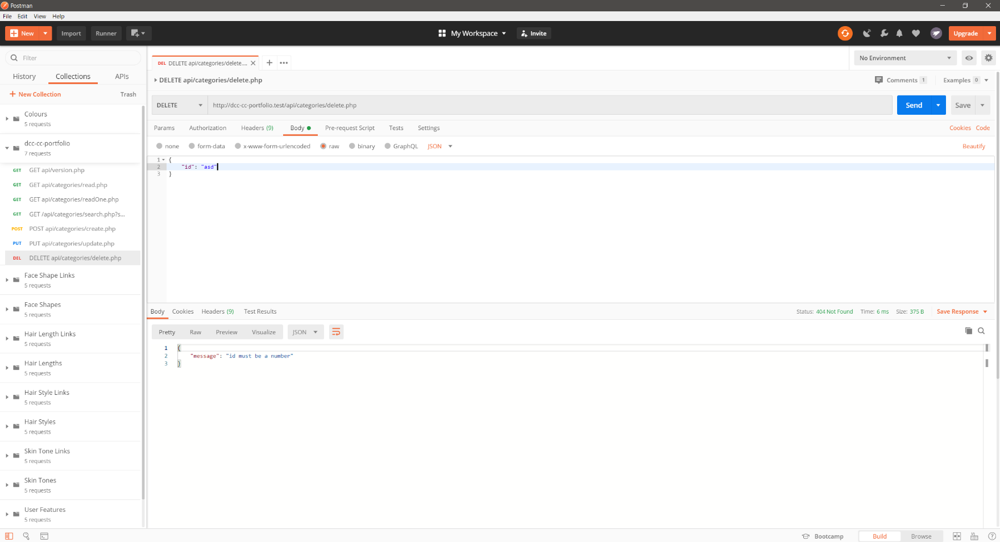 Postman
File Edit View Help
New Import Runner My Workspace Invite Upgrade
Filter
History Collections APIs
New Collection Trash
Colours
5 requests
dcc-cc-portfolio
7 requests
GET GET api/version.php
GET GET api/categories/read.php
GET GET api/categories/readOne.php
GET GET /api/categories/search.php?s...
POST POST api/categories/create.php
PUT PUT api/categories/update.php
DEL DELETE api/categories/delete.php
Face Shape Links
5 requests
Face Shapes
5 requests
Hair Length Links
5 requests
Hair Lengths
5 requests
Hair Style Links
5 requests
Hair Styles
5 requests
Skin Tone Links
5 requests
Skin Tones
5 requests
User Features
5 requests
DEL DELETE api/categories/delete.... No Environment
DELETE api/categories/delete.php Comments 1 Examples 0
DELETE http://dcc-cc-portfolio.test/api/categories/delete.php Send Save
Params Authorization Headers (9) Body Pre-request Script Tests Settings Cookies Code
none form-data x-www-form-urlencoded raw binary GraphQL JSON Beautify
1 {
2 "id": "asd"
3 }
Body Cookies Headers (9) Test Results Status: 404 Not Found Time: 6 ms Size: 375 B Save Response
Pretty Raw Preview Visualize JSON
1 {
2 "message": "id must be a number"
3 }
Bootcamp Build Browse